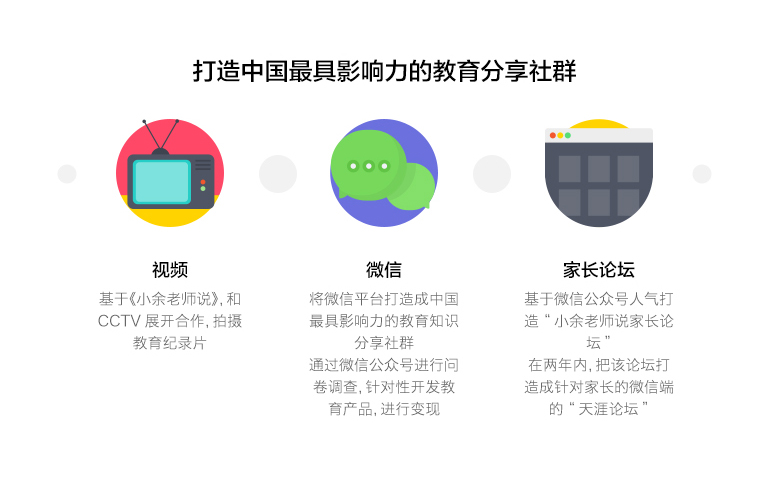 打造中国最具影响力的教育分享社群
视频
基于《小余老师说》, 和
CCTV 展开合作, 拍摄
教育纪录片
微信
将微信平台打造成中国
最具影响力的教育知识
分享社群
通过微信公众号进行问
卷调查, 针对性开发教
育产品, 进行变现
家长论坛
基于微信公众号人气打
造 “ 小余老师说家长论
坛 ”
在两年内, 把该论坛打
造成针对家长的微信端
的 “ 天涯论坛 ”